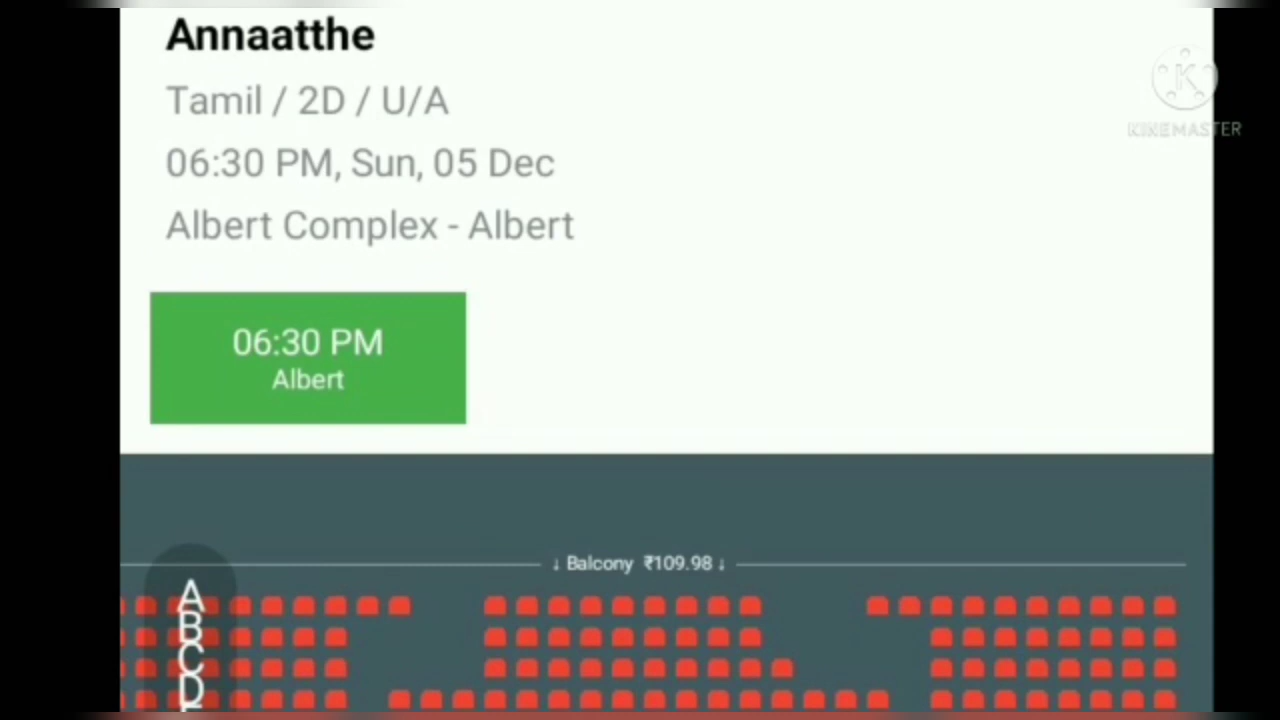 Annaatthe
Tamil / 2D / U/A
K
KINEMASTER
06:30 PM, Sun, 05 Dec
Albert Complex - Albert
06:30 PM
Albert
↓ Balcony ₹109.98 ↓
A
B
C
D